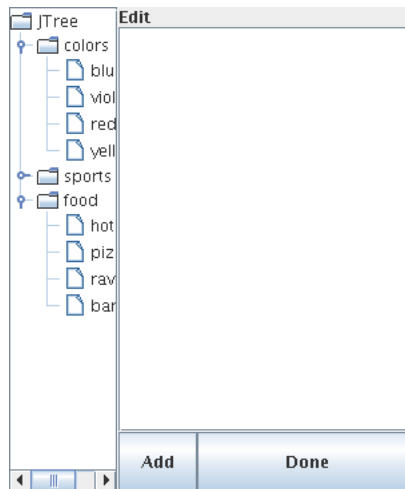 JTree
colors
blu
viol
red
yell
sports
food
hot
piz
rav
bar
Edit
Add
Done